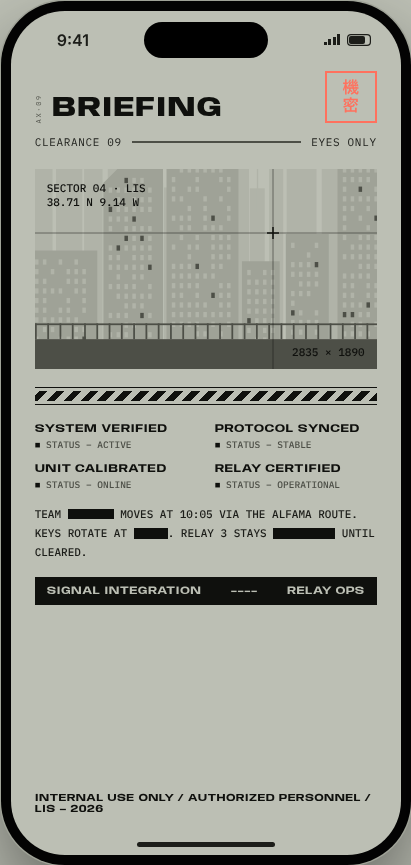 9:41
機
密
AX-09
BRIEFING
CLEARANCE 09 EYES ONLY
SECTOR 04 · LIS
38.71 N 9.14 W
2835 × 1890
SYSTEM VERIFIED PROTOCOL SYNCED
STATUS – ACTIVE STATUS – STABLE
UNIT CALIBRATED RELAY CERTIFIED
STATUS – ONLINE STATUS – OPERATIONAL
TEAM MOVES AT 10:05 VIA THE ALFAMA ROUTE.
KEYS ROTATE AT . RELAY 3 STAYS UNTIL
CLEARED.
SIGNAL INTEGRATION ---- RELAY OPS
INTERNAL USE ONLY / AUTHORIZED PERSONNEL /
LIS – 2026